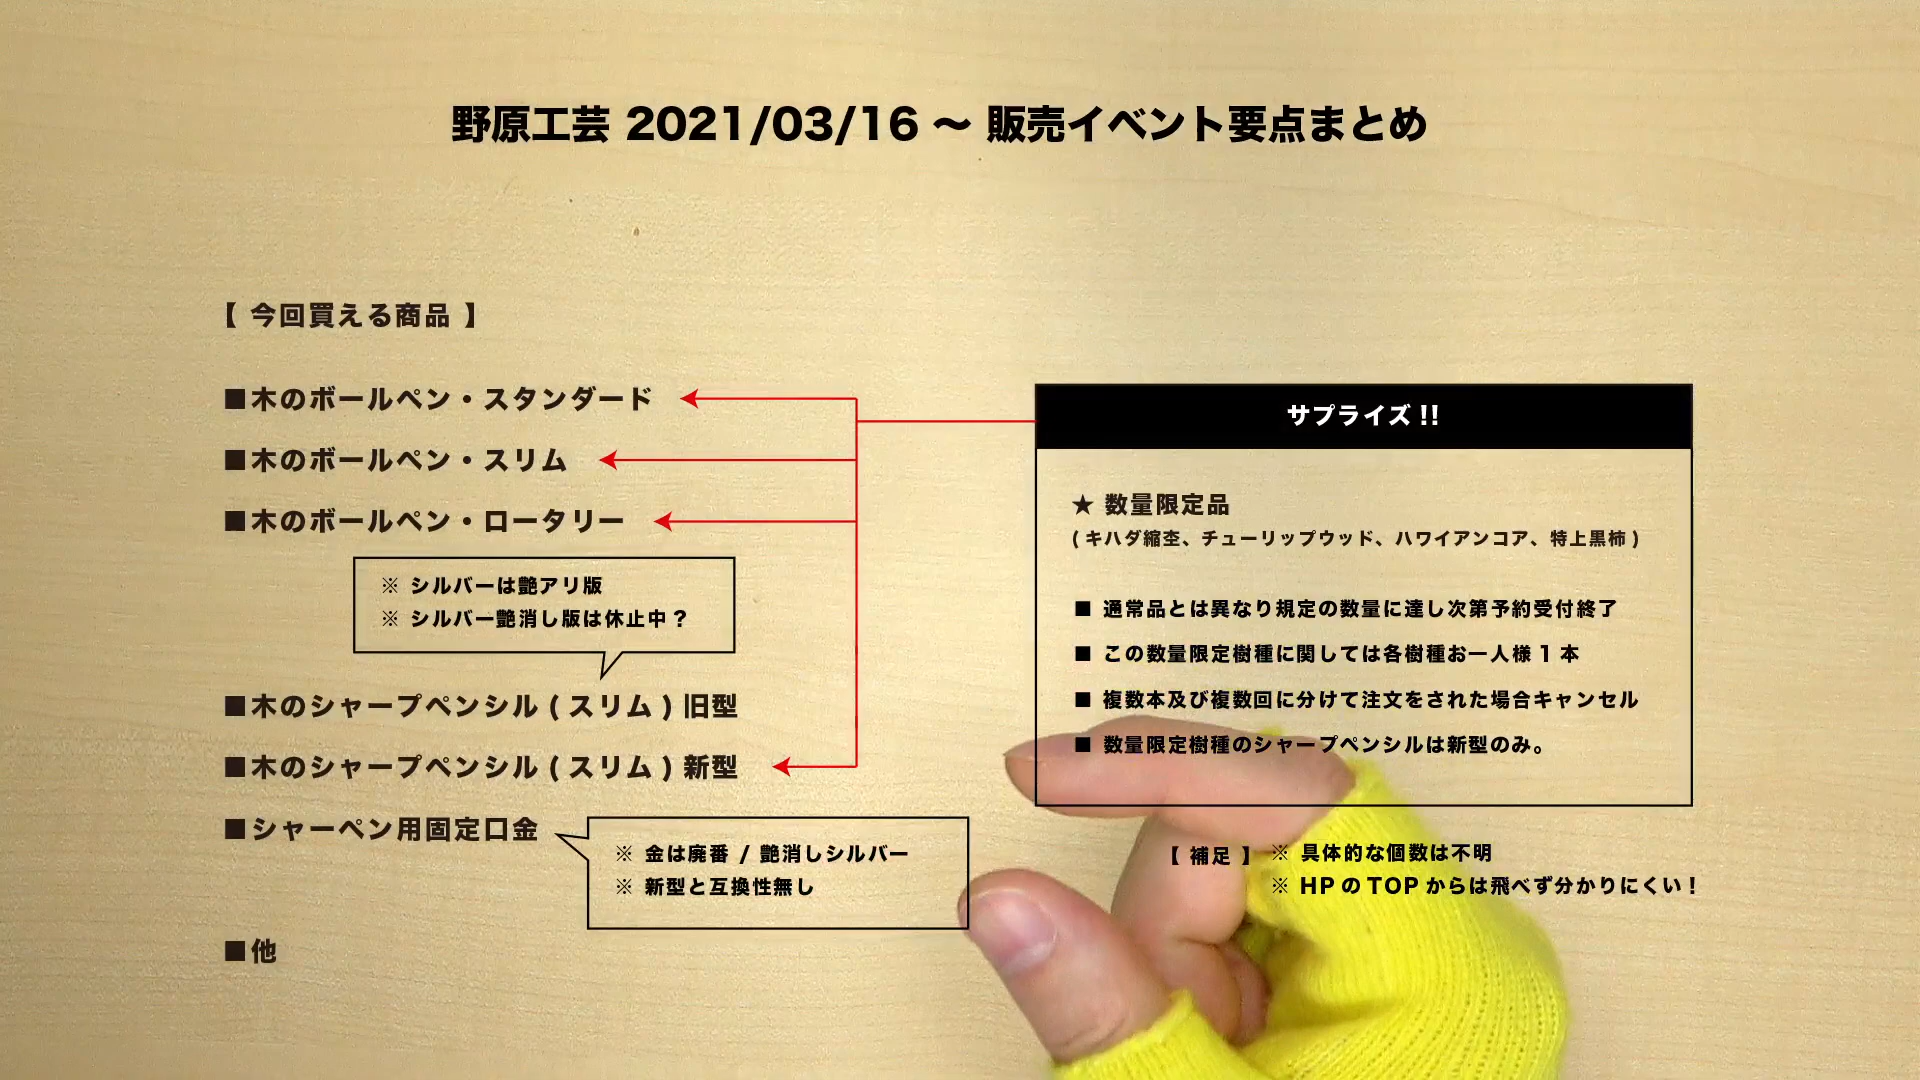 野原工芸 2021/03/16 〜 販売イベント要点まとめ
【 今回買える商品 】
■木のボールペン・スタンダード
■木のボールペン・スリム
■木のボールペン・ロータリー
※ シルバーは艶アリ版
※ シルバー艶消し版は休止中？
■木のシャープペンシル ( スリム ) 旧型
■木のシャープペンシル ( スリム ) 新型
■シャーペン用固定口金
※ 金は廃番 / 艶消しシルバー
※ 新型と互換性無し
■他
サプライズ !!
★ 数量限定品
( キハダ縮杢、チューリップウッド、ハワイアンコア、特上黒柿 )
■ 通常品とは異なり規定の数量に達し次第予約受付終了
■ この数量限定樹種に関しては各樹種お一人様 1 本
■ 複数本及び複数回に分けて注文をされた場合キャンセル
■ 数量限定樹種のシャープペンシルは新型のみ。
【 補足 】 ※ 具体的な個数は不明
※ HP の TOP からは飛べず分かりにくい！